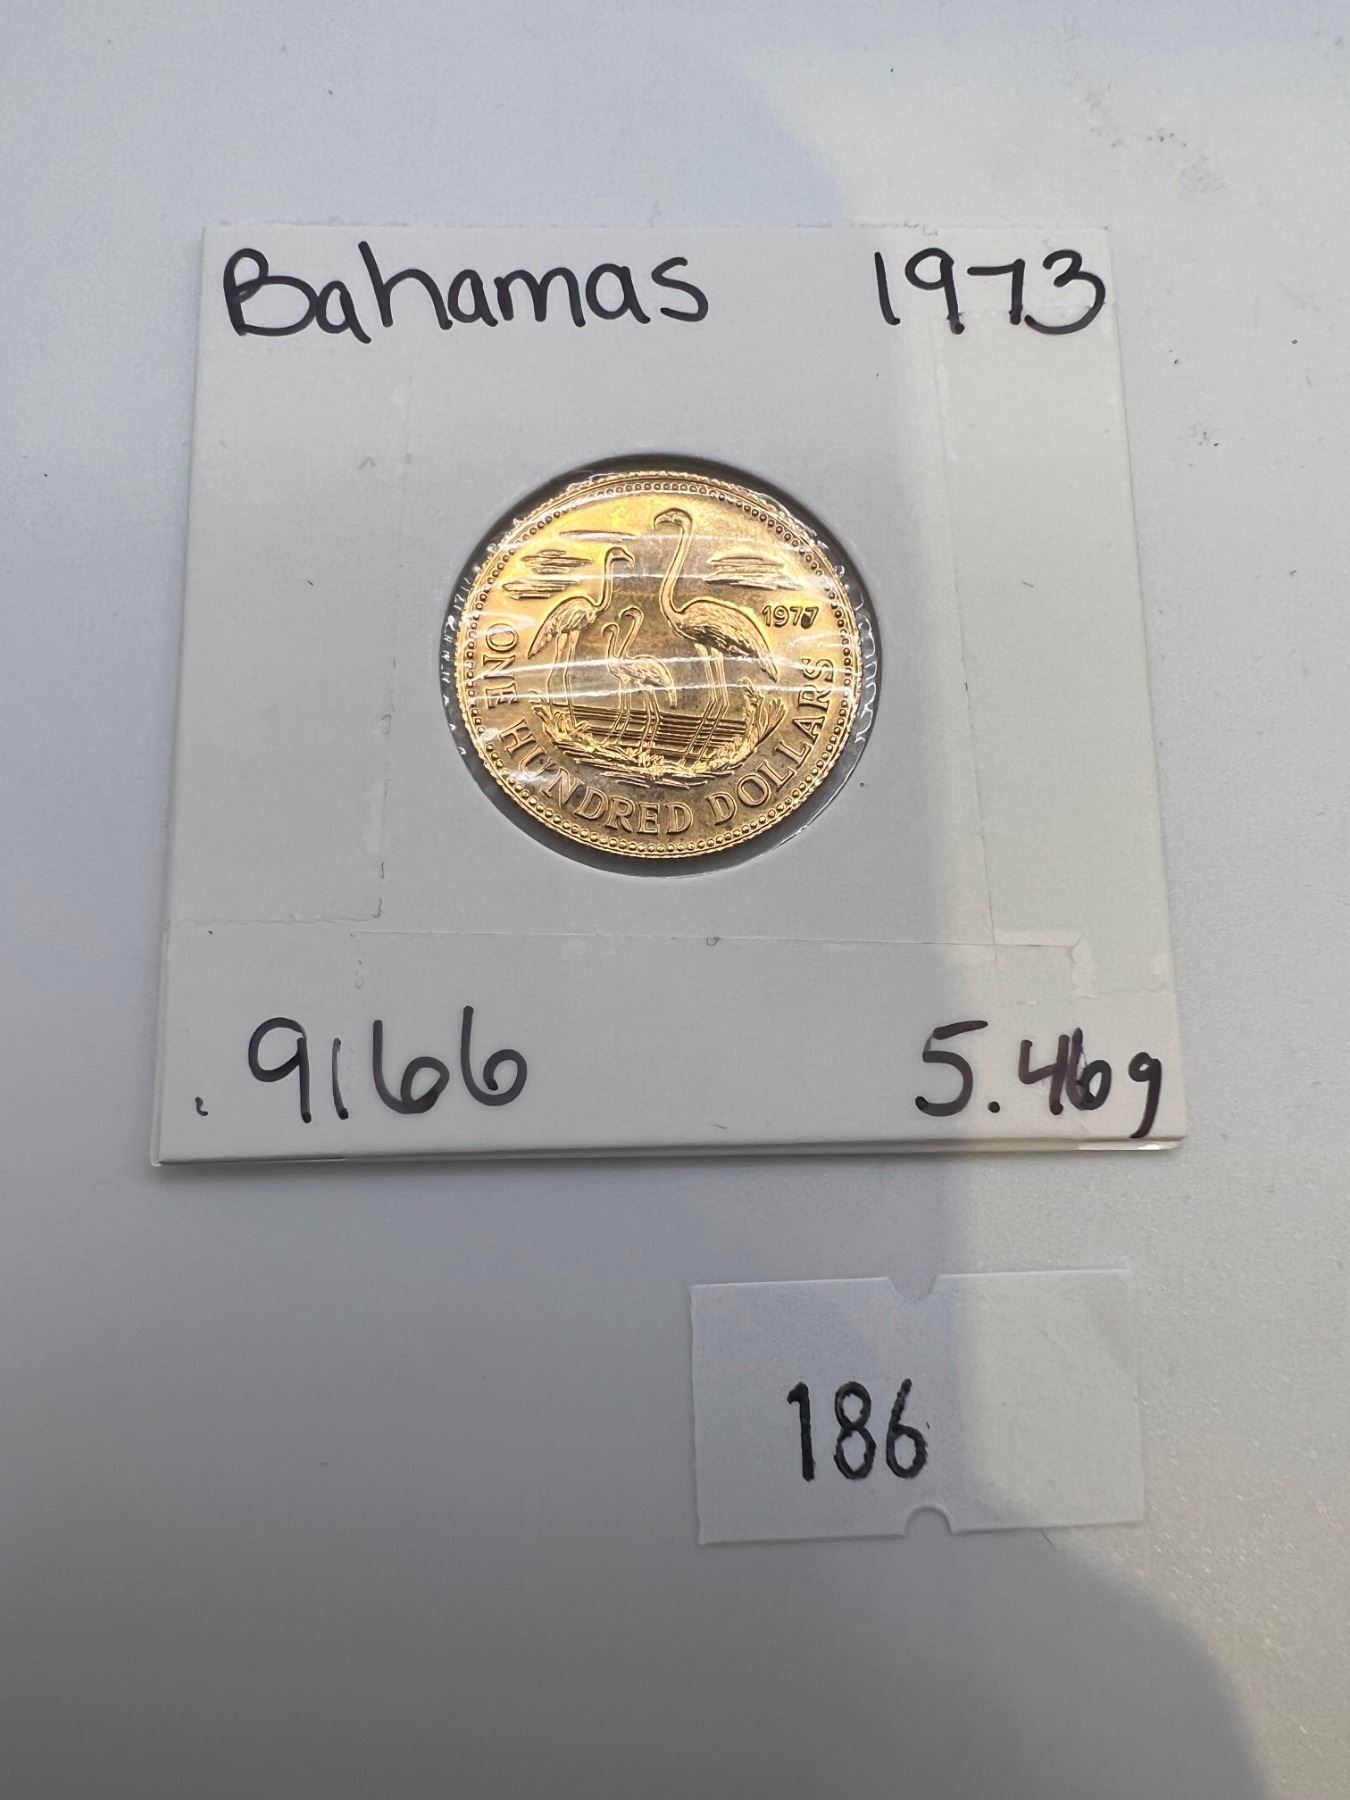 Bahamas 1973
1977
ONE HUNDRED DOLLARS
.9166 5.46g
186